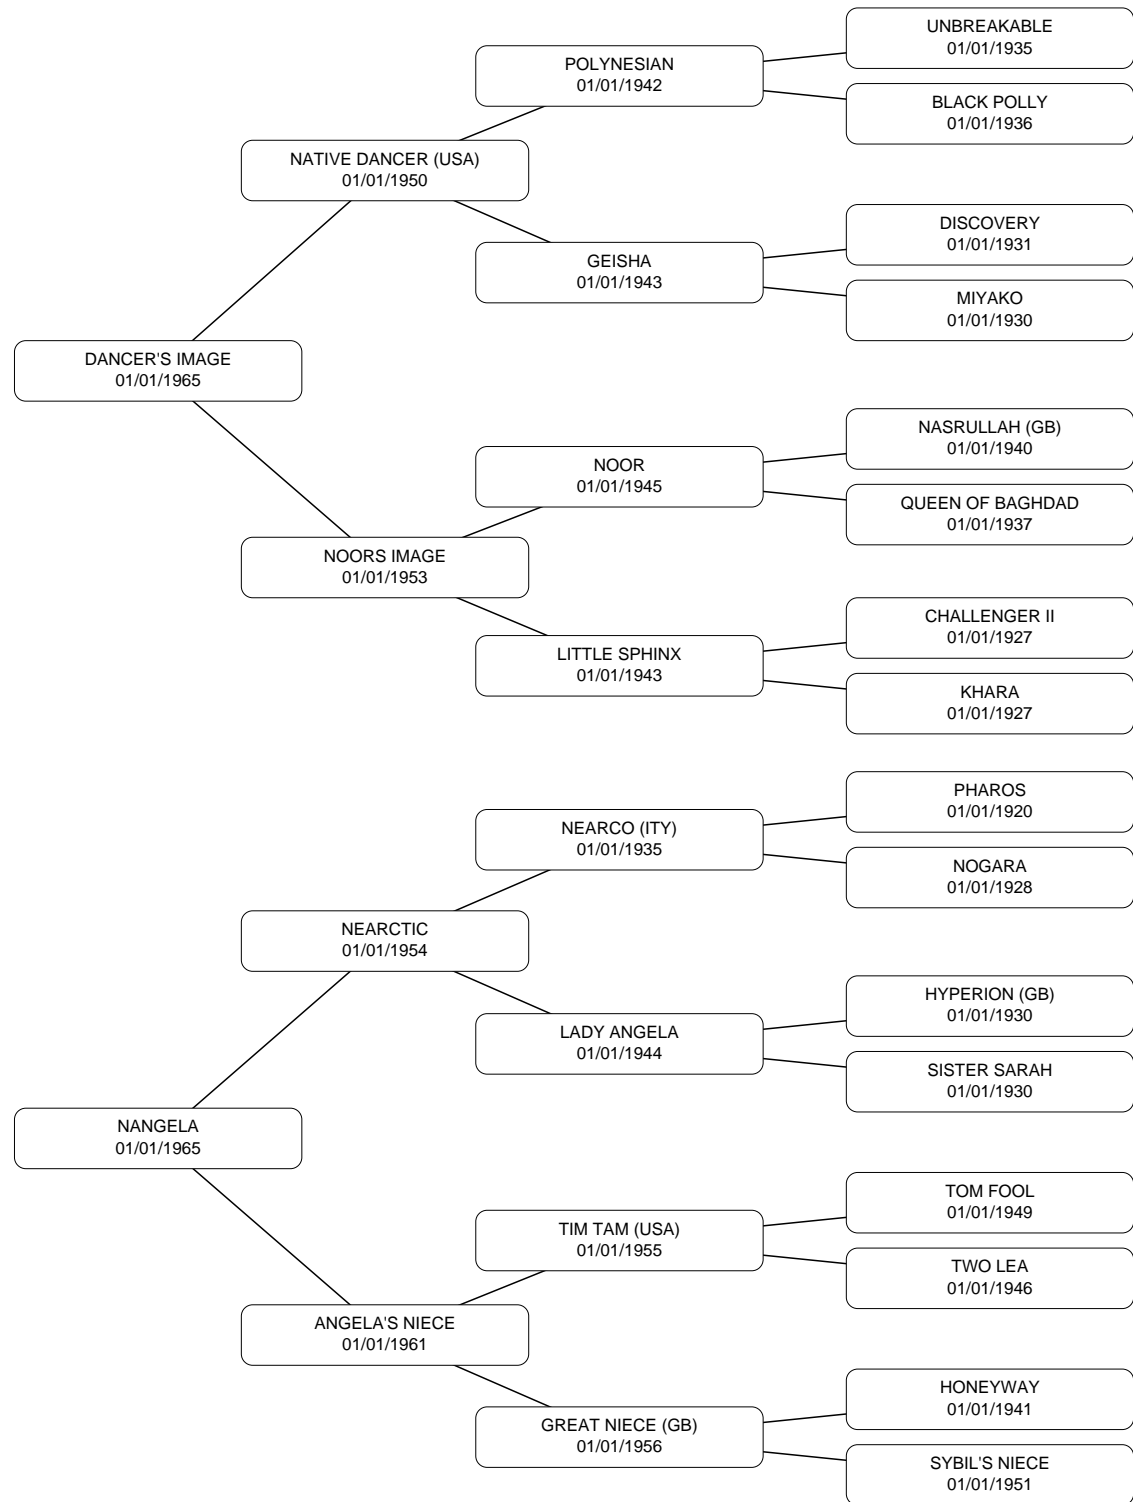 UNBREAKABLE
01/01/1935
POLYNESIAN
01/01/1942
BLACK POLLY
01/01/1936
NATIVE DANCER (USA)
01/01/1950
DISCOVERY
01/01/1931
GEISHA
01/01/1943
MIYAKO
01/01/1930
DANCER'S IMAGE
01/01/1965
NASRULLAH (GB)
01/01/1940
NOOR
01/01/1945
QUEEN OF BAGHDAD
01/01/1937
NOORS IMAGE
01/01/1953
CHALLENGER II
01/01/1927
LITTLE SPHINX
01/01/1943
KHARA
01/01/1927
PHAROS
01/01/1920
NEARCO (ITY)
01/01/1935
NOGARA
01/01/1928
NEARCTIC
01/01/1954
HYPERION (GB)
01/01/1930
LADY ANGELA
01/01/1944
SISTER SARAH
01/01/1930
NANGELA
01/01/1965
TOM FOOL
01/01/1949
TIM TAM (USA)
01/01/1955
TWO LEA
01/01/1946
ANGELA'S NIECE
01/01/1961
HONEYWAY
01/01/1941
GREAT NIECE (GB)
01/01/1956
SYBIL'S NIECE
01/01/1951